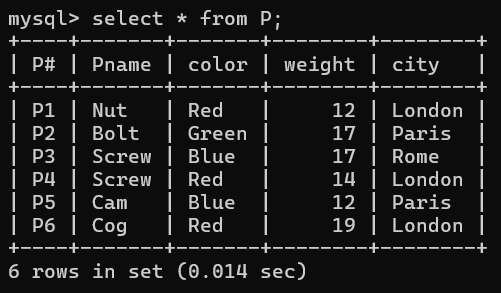 mysql> select * from P;
+----+-------+-------+--------+--------+
| P# | Pname | color | weight | city   |
+----+-------+-------+--------+--------+
| P1 | Nut   | Red   |     12 | London |
| P2 | Bolt  | Green |     17 | Paris  |
| P3 | Screw | Blue  |     17 | Rome   |
| P4 | Screw | Red   |     14 | London |
| P5 | Cam   | Blue  |     12 | Paris  |
| P6 | Cog   | Red   |     19 | London |
+----+-------+-------+--------+--------+
6 rows in set (0.014 sec)